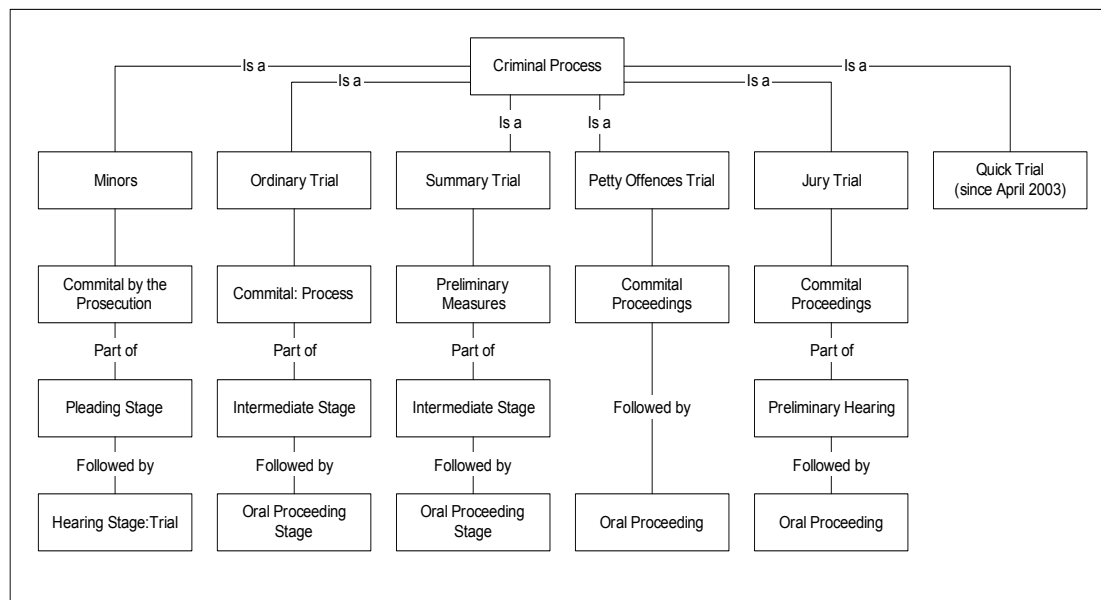 Criminal Process
Is a
Is a
Is a
Is a
Is a
Is a
Minors
Ordinary Trial
Summary Trial
Petty Offences Trial
Jury Trial
Quick Trial
(since April 2003)
Commital by the
Prosecution
Commital: Process
Preliminary
Measures
Commital
Proceedings
Commital
Proceedings
Part of
Part of
Part of
Part of
Pleading Stage
Intermediate Stage
Intermediate Stage
Followed by
Preliminary Hearing
Followed by
Followed by
Followed by
Followed by
Hearing Stage:Trial
Oral Proceeding
Stage
Oral Proceeding
Stage
Oral Proceeding
Oral Proceeding